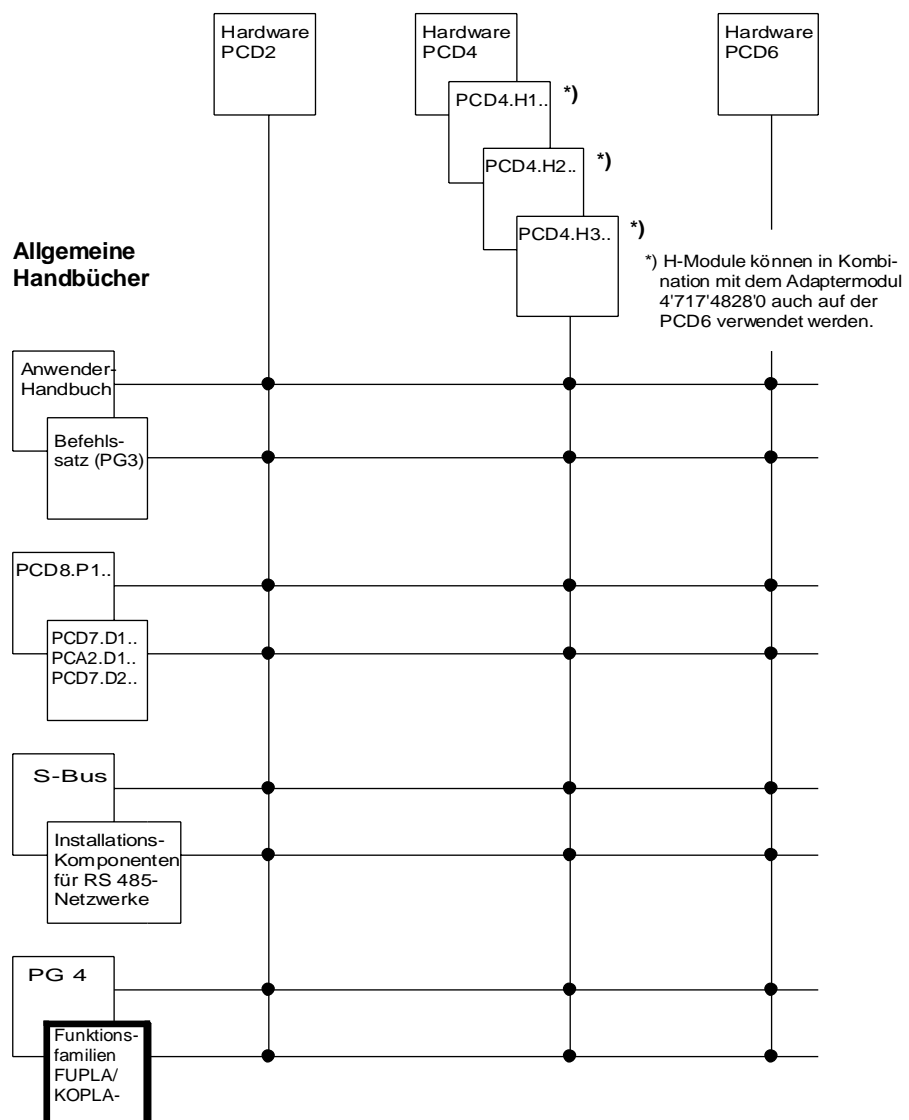 Hardware
PCD2
Hardware
PCD4
Hardware
PCD6
PCD4.H1..
*)
PCD4.H2..
*)
PCD4.H3..
*)
*) H-Module können in Kombi-
nation mit dem Adaptermodul
4'717'4828'0 auch auf der
PCD6 verwendet werden.
Allgemeine
Handbücher
Anwender-
Handbuch
Befehls-
satz (PG3)
PCD8.P1..
PCD7.D1..
PCA2.D1..
PCD7.D2..
S-Bus
Installations-
Komponenten
für RS 485-
Netzwerke
PG 4
Funktions-
familien
FUPLA/
KOPLA-